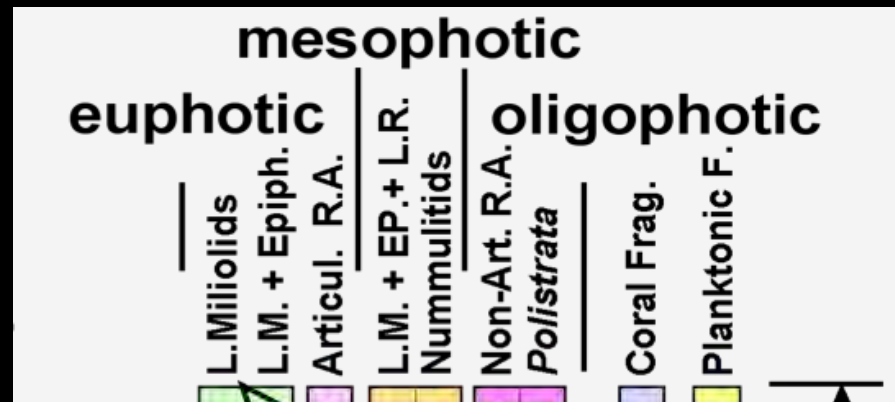 mesophotic
euphotic
oligophotic
L.Miliolids
L.M. + Epiph.
Articul. R.A.
L.M. + EP.+ L.R.
Nummulitids
Non-Art. R.A.
Polistrata
Coral Frag.
Planktonic F.